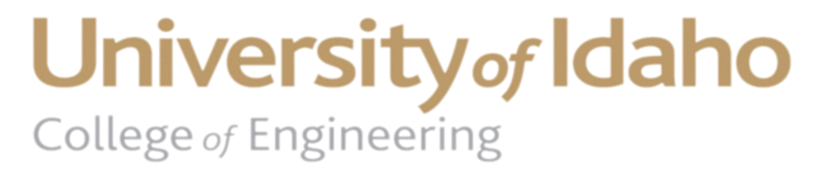 University of Idaho
College of Engineering